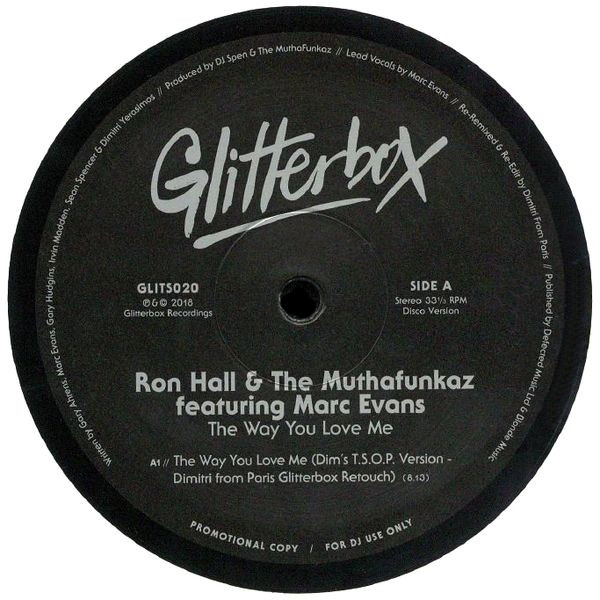 Written by Gary Ahrens, Marc Evans, Gary Hudgins, Irvin Madden, Sean Spencer & Dimitri Yerasimos // Produced by DJ Spen & The MuthaFunkaz // Lead Vocals by Marc Evans // Re-Remixed & Re-Edit by Dimitri From Paris // Published by Defected Music Ltd & Dionde Music
Glitterbox
GLITS020
℗ & © 2018
Glitterbox Recordings
SIDE A
Stereo 33⅓ RPM
Disco Version
Ron Hall & The Muthafunkaz
featuring Marc Evans
The Way You Love Me
A1 // The Way You Love Me (Dim's T.S.O.P. Version -
Dimitri from Paris Glitterbox Retouch) (8.13)
PROMOTIONAL COPY / FOR DJ USE ONLY